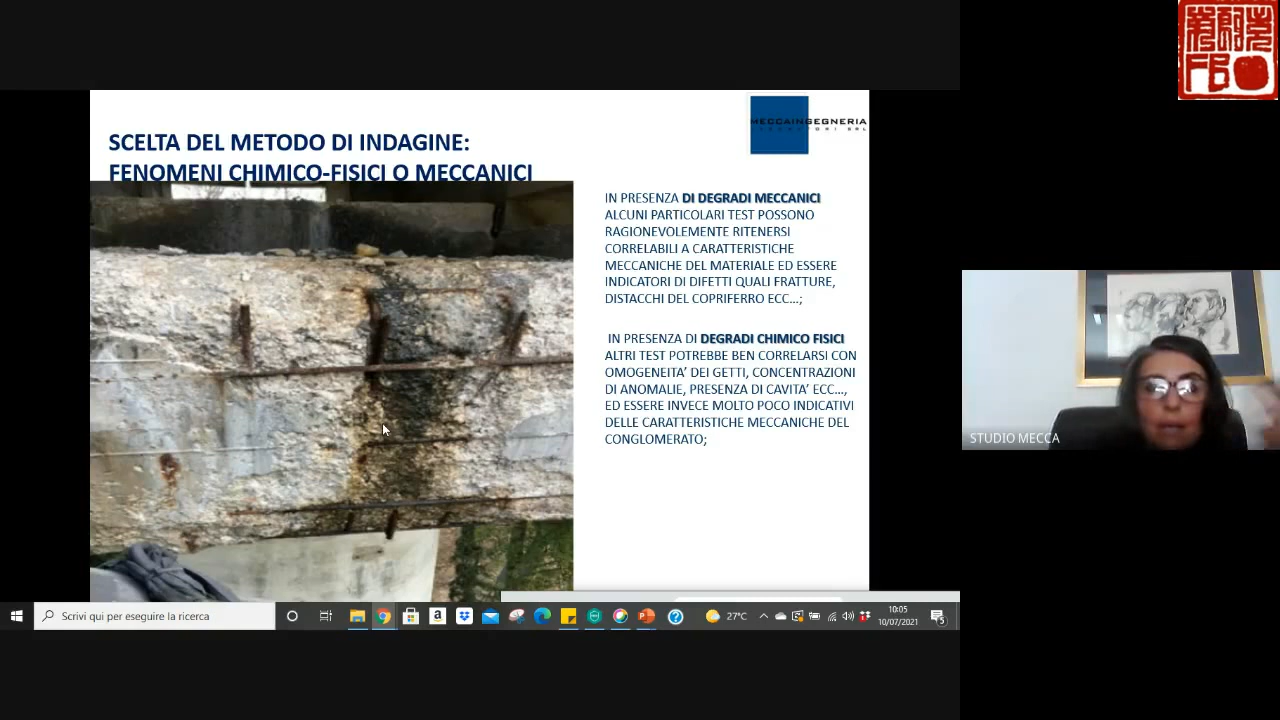 SCELTA DEL METODO DI INDAGINE:
FENOMENI CHIMICO-FISICI O MECCANICI
MECCAINGEGNERIA
IN PRESENZA DI DEGRADI MECCANICI
ALCUNI PARTICOLARI TEST POSSONO
RAGIONEVOLEMENTE RITENERSI
CORRELABILI A CARATTERISTICHE
MECCANICHE DEL MATERIALE ED ESSERE
INDICATORI DI DIFETTI QUALI FRATTURE,
DISTACCHI DEL COPRIFERRO ECC...;
IN PRESENZA DI DEGRADI CHIMICO FISICI
ALTRI TEST POTREBBE BEN CORRELARSI CON
OMOGENEITA' DEI GETTI, CONCENTRAZIONI
DI ANOMALIE, PRESENZA DI CAVITA' ECC...,
ED ESSERE INVECE MOLTO POCO INDICATIVI
DELLE CARATTERISTICHE MECCANICHE DEL
CONGLOMERATO;
STUDIO MECCA
Scrivi qui per eseguire la ricerca
27°C
10:05
10/07/2021
5